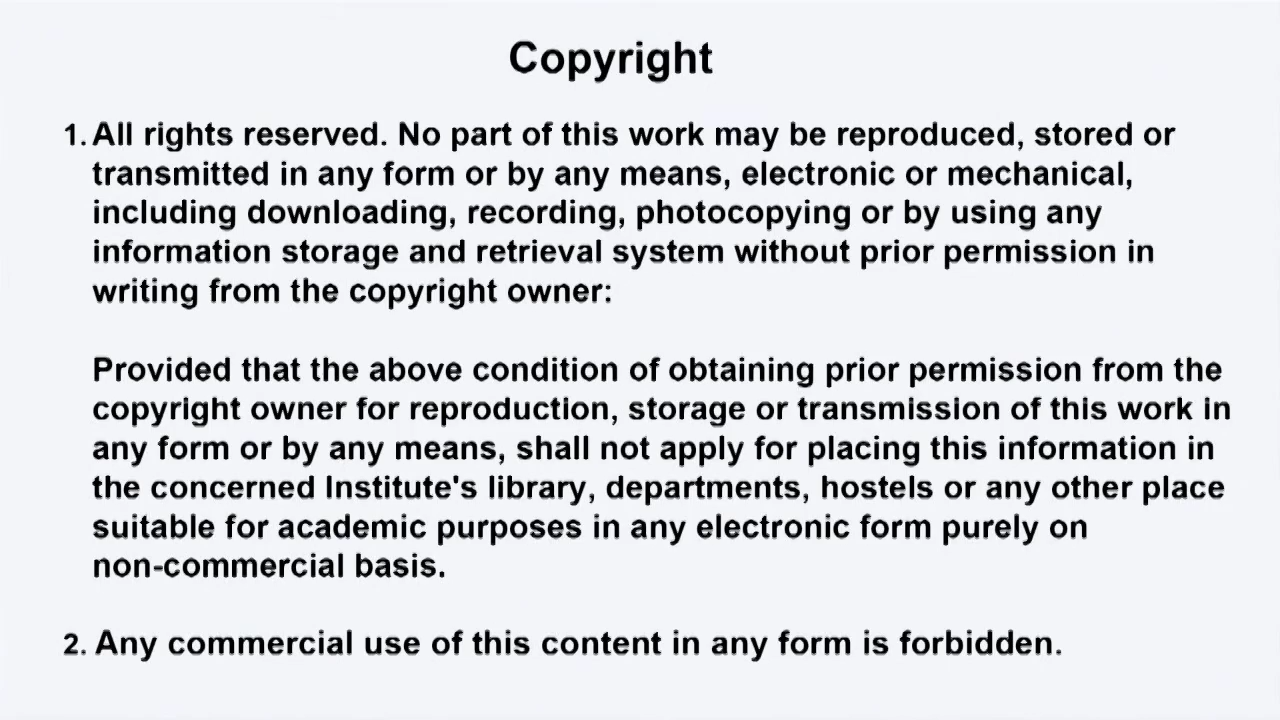 Copyright
1. All rights reserved. No part of this work may be reproduced, stored or
transmitted in any form or by any means, electronic or mechanical,
including downloading, recording, photocopying or by using any
information storage and retrieval system without prior permission in
writing from the copyright owner:
Provided that the above condition of obtaining prior permission from the
copyright owner for reproduction, storage or transmission of this work in
any form or by any means, shall not apply for placing this information in
the concerned Institute's library, departments, hostels or any other place
suitable for academic purposes in any electronic form purely on
non-commercial basis.
2. Any commercial use of this content in any form is forbidden.